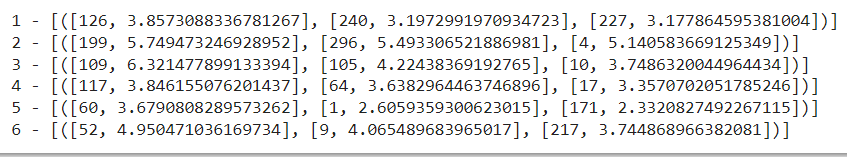 1 - [([126, 3.8573088336781267], [240, 3.1972991970934723], [227, 3.177864595381004])]
2 - [([199, 5.749473246928952], [296, 5.493306521886981], [4, 5.140583669125349])]
3 - [([109, 6.321477899133394], [105, 4.22438369192765], [10, 3.7486320044964434])]
4 - [([117, 3.846155076201437], [64, 3.6382964463746896], [17, 3.3570702051785246])]
5 - [([60, 3.6790808289573262], [1, 2.6059359300623015], [171, 2.3320827492267115])]
6 - [([52, 4.950471036169734], [9, 4.065489683965017], [217, 3.744868966382081])]